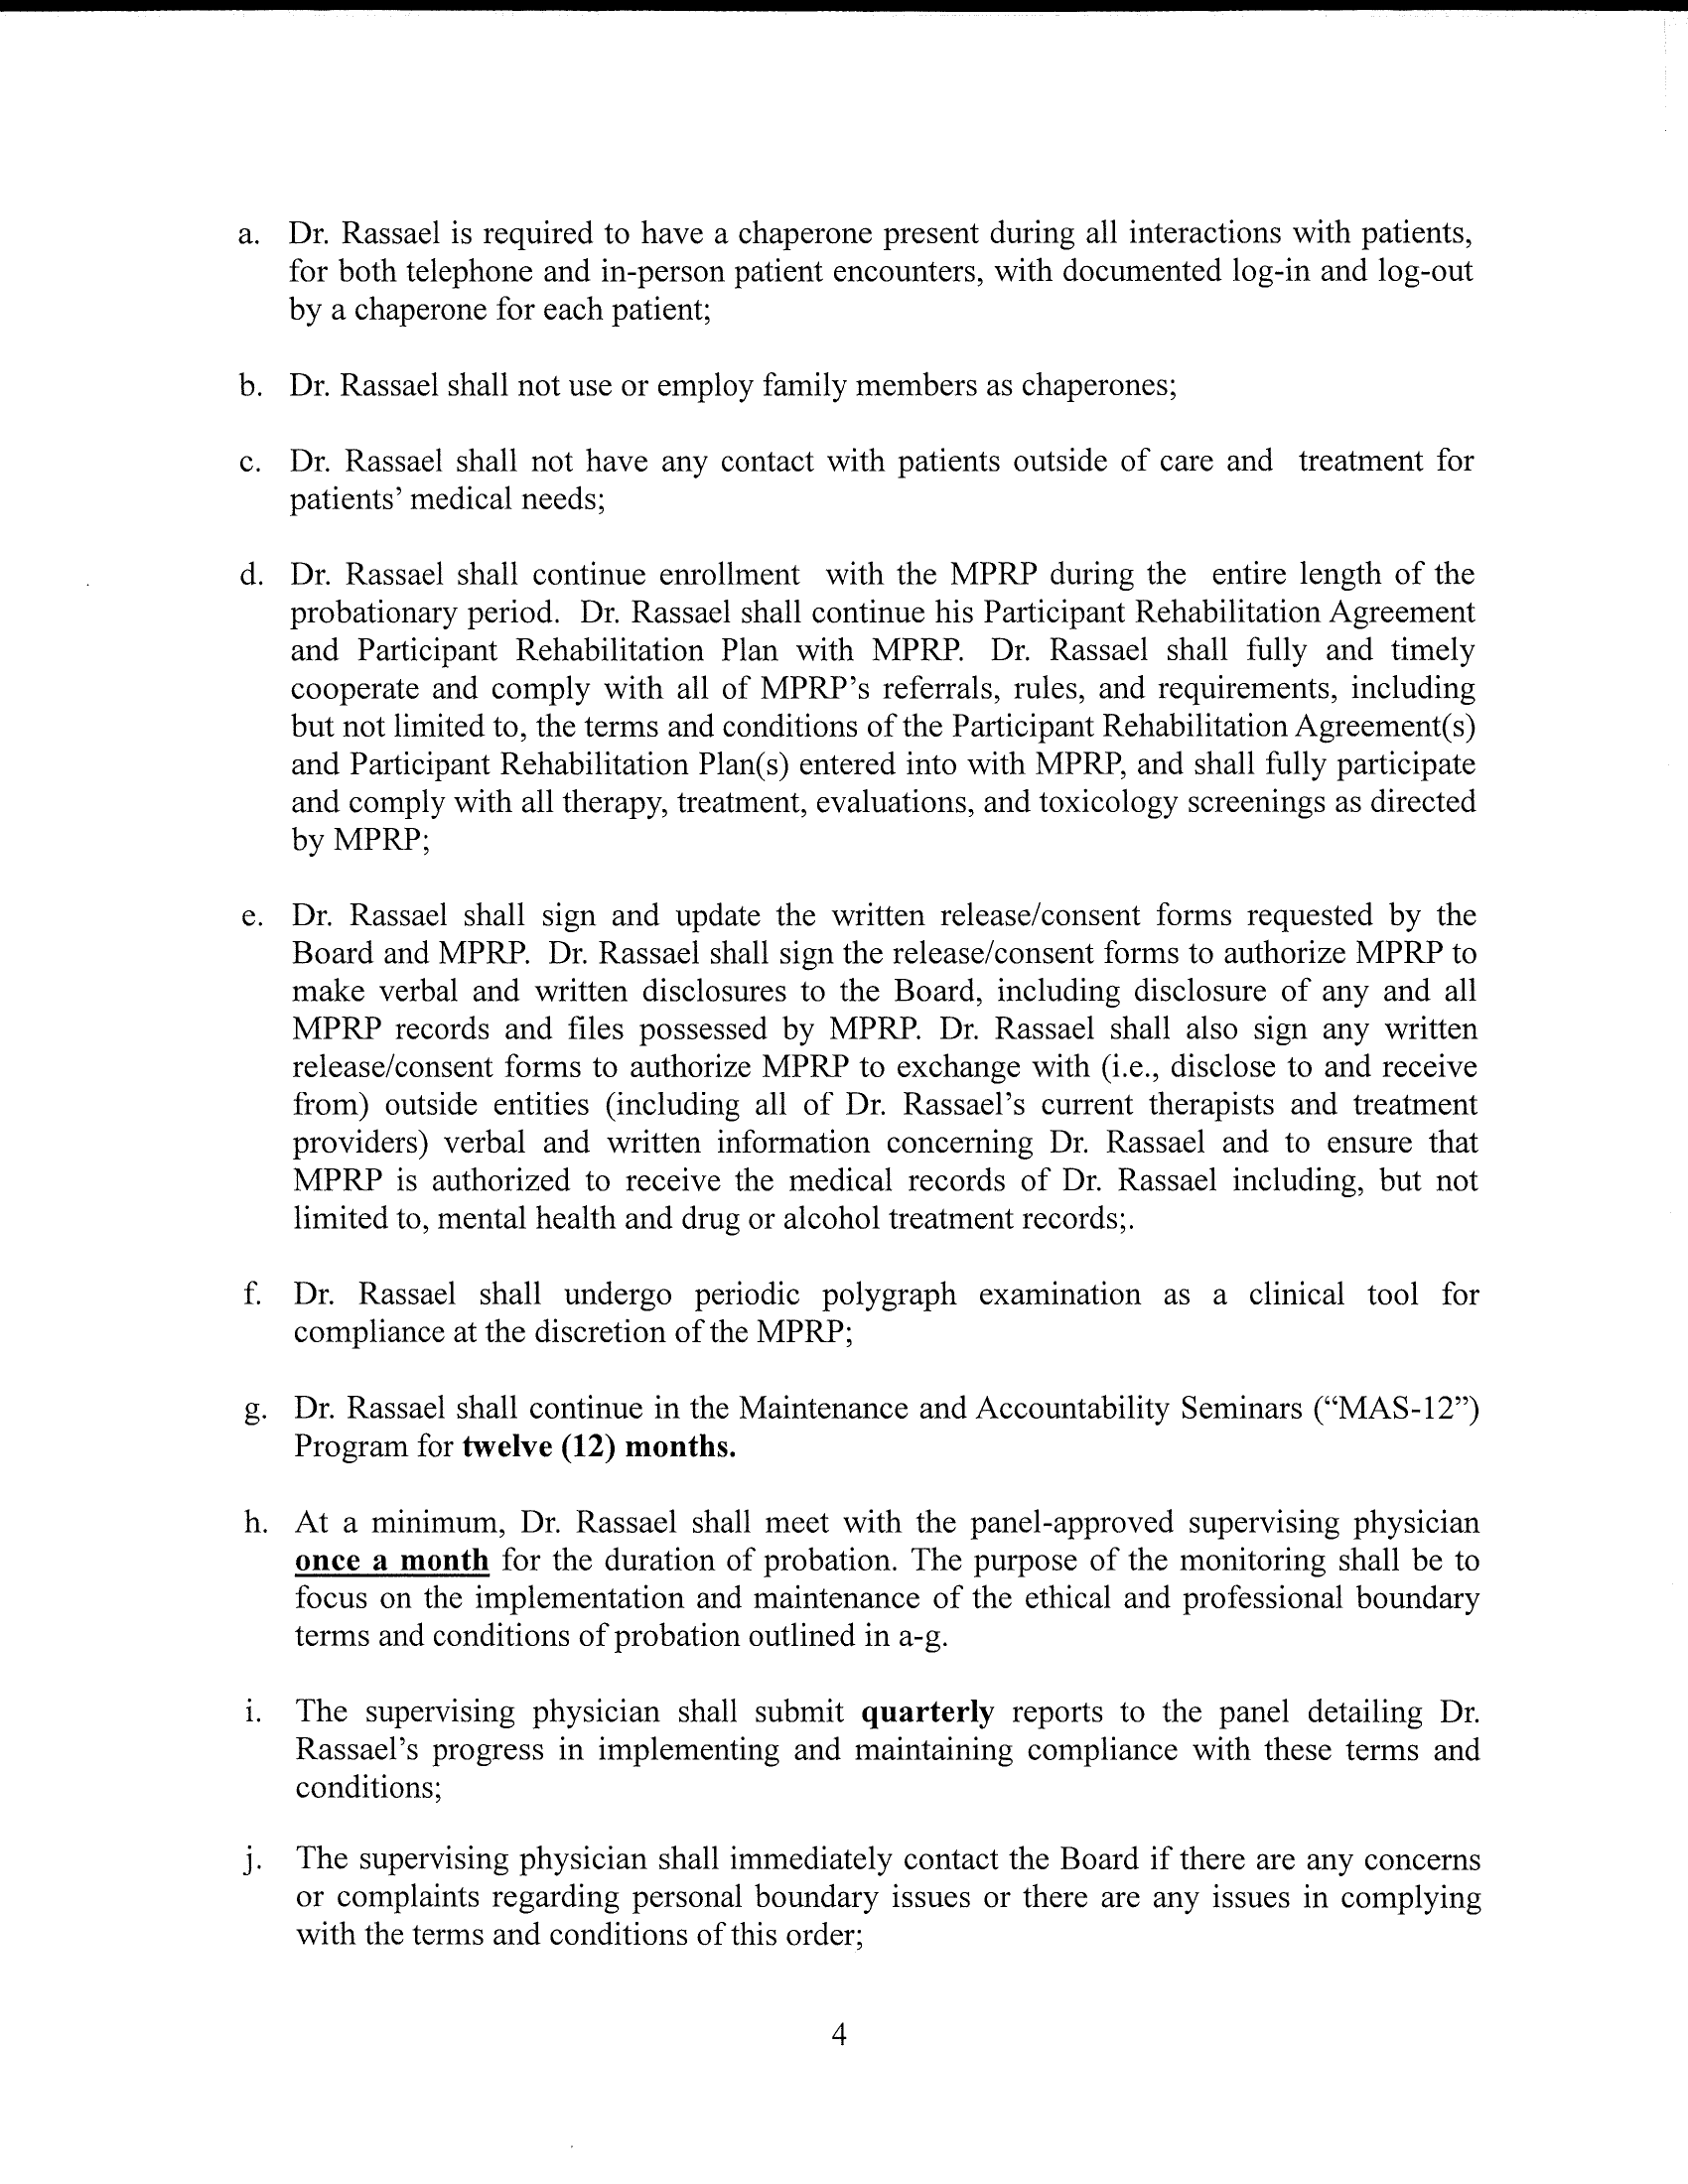 a. Dr. Rassael is required to have a chaperone present during all interactions with patients,
for both telephone and in-person patient encounters, with documented log-in and log-out
by a chaperone for each patient;
b. Dr. Rassael shall not use or employ family members as chaperones;
c. Dr. Rassael shall not have any contact with patients outside of care and treatment for
patients’ medical needs;
d. Dr. Rassael shall continue enrollment with the MPRP during the entire length of the
probationary period. Dr. Rassael shall continue his Participant Rehabilitation Agreement
and Participant Rehabilitation Plan with MPRP. Dr. Rassael shall fully and timely
cooperate and comply with all of MPRP’s referrals, rules, and requirements, including
but not limited to, the terms and conditions of the Participant Rehabilitation Agreement(s)
and Participant Rehabilitation Plan(s) entered into with MPRP, and shall fully participate
and comply with all therapy, treatment, evaluations, and toxicology screenings as directed
by MPRP;
e. Dr. Rassael shall sign and update the written release/consent forms requested by the
Board and MPRP. Dr. Rassael shall sign the release/consent forms to authorize MPRP to
make verbal and written disclosures to the Board, including disclosure of any and all
MPRP records and files possessed by MPRP. Dr. Rassael shall also sign any written
release/consent forms to authorize MPRP to exchange with (i.e., disclose to and receive
from) outside entities (including all of Dr. Rassael’s current therapists and treatment
providers) verbal and written information concerning Dr. Rassael and to ensure that
MPRP is authorized to receive the medical records of Dr. Rassael including, but not
limited to, mental health and drug or alcohol treatment records;.
f. Dr. Rassael shall undergo periodic polygraph examination as a clinical tool for
compliance at the discretion of the MPRP;
g. Dr. Rassael shall continue in the Maintenance and Accountability Seminars (“MAS-12”)
Program for twelve (12) months.
h. At a minimum, Dr. Rassael shall meet with the panel-approved supervising physician
once a month for the duration of probation. The purpose of the monitoring shall be to
focus on the implementation and maintenance of the ethical and professional boundary
terms and conditions of probation outlined in a-g.
i. The supervising physician shall submit quarterly reports to the panel detailing Dr.
Rassael’s progress in implementing and maintaining compliance with these terms and
conditions;
j. The supervising physician shall immediately contact the Board if there are any concerns
or complaints regarding personal boundary issues or there are any issues in complying
with the terms and conditions of this order;
4